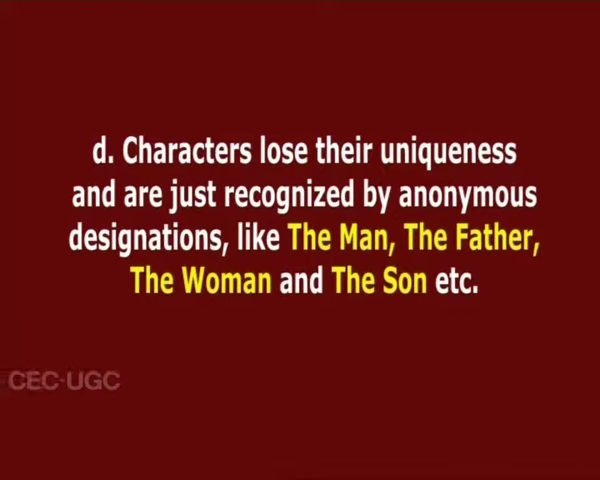 d. Characters lose their uniqueness
and are just recognized by anonymous
designations, like The Man, The Father,
The Woman and The Son etc.
CEC-UGC